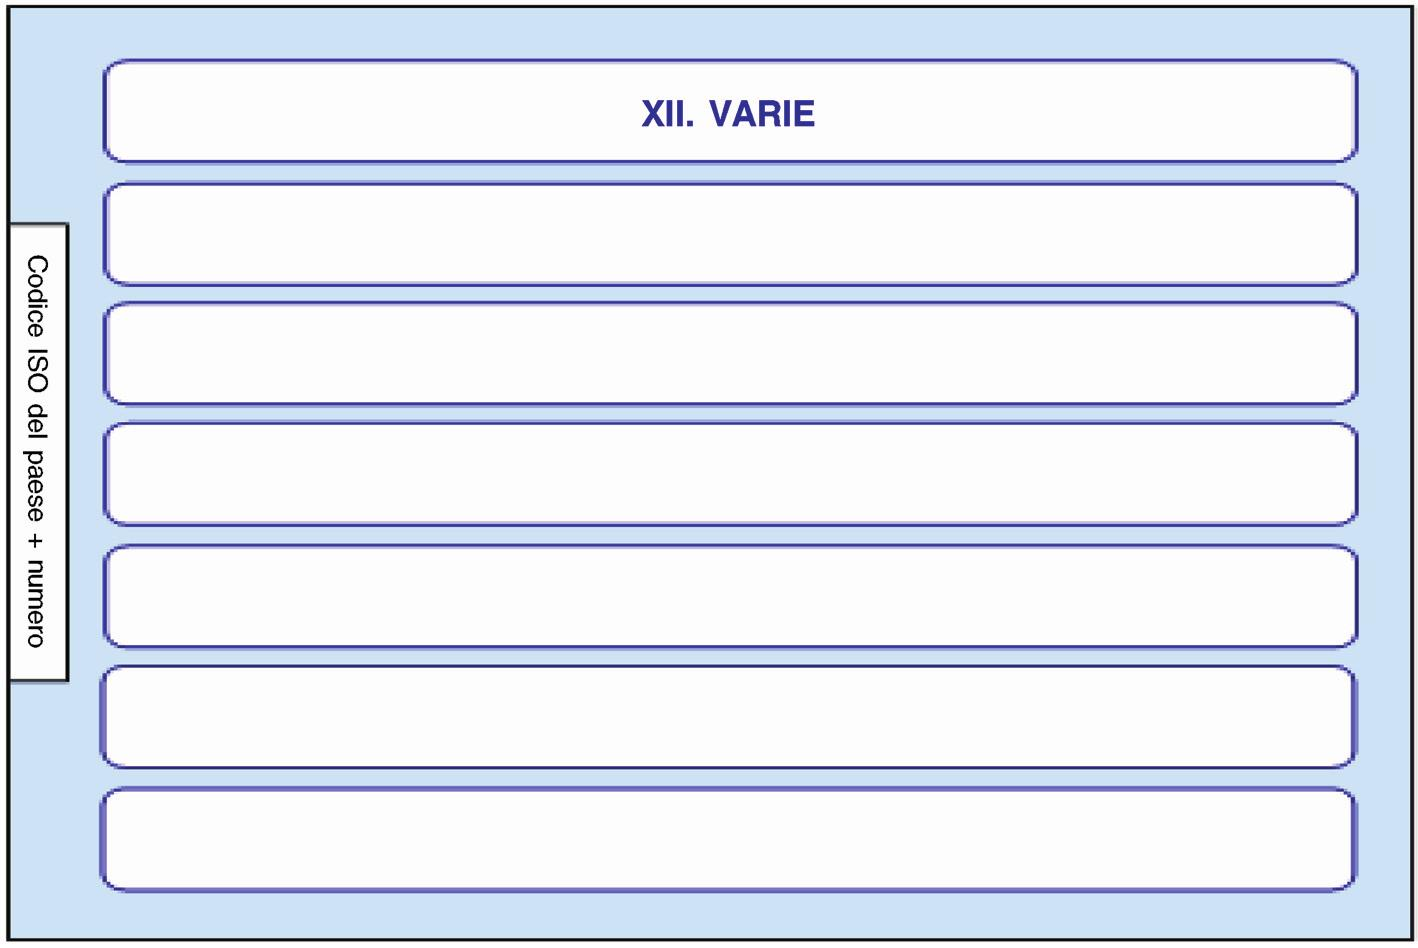 XII. VARIE
Codice ISO del paese + numero